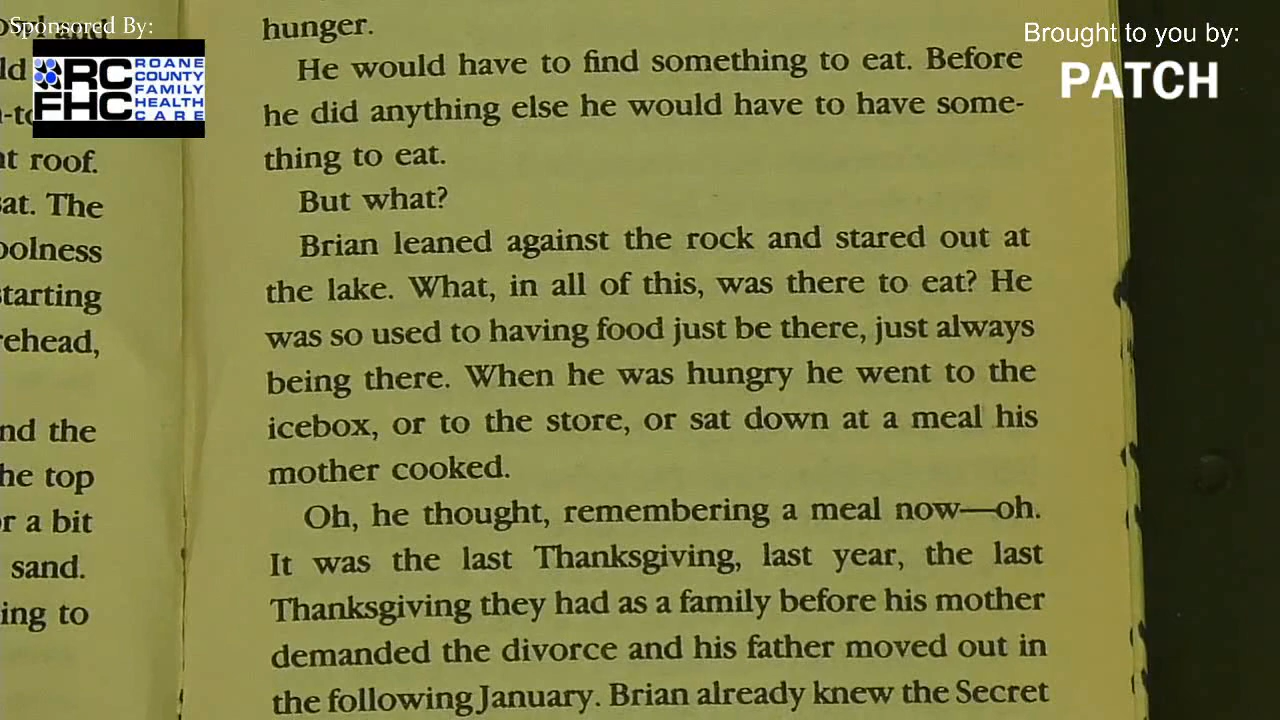 Sponsored By:
RC
FHC
ROANE
COUNTY
FAMILY
HEALTH
CARE
Brought to you by:
PATCH
roof.
The
and the
top
a bit
sand.
to
hunger.
He would have to find something to eat. Before
he did anything else he would have to have some-
thing to eat.
But what?
Brian leaned against the rock and stared out at
the lake. What, in all of this, was there to eat? He
was so used to having food just be there, just always
being there. When he was hungry he went to the
icebox, or to the store, or sat down at a meal his
mother cooked.
Oh, he thought, remembering a meal now—oh.
It was the last Thanksgiving, last year, the last
Thanksgiving they had as a family before his mother
demanded the divorce and his father moved out in
the following January. Brian already knew the Secret